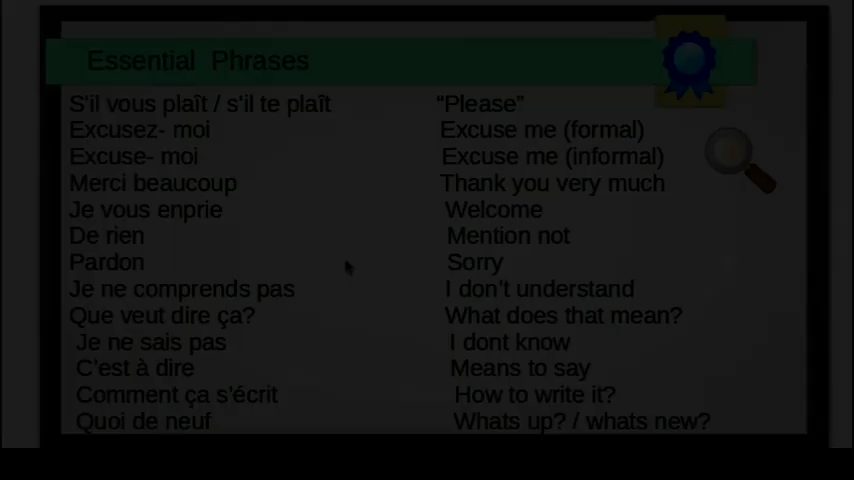 Essential Phrases
S'il vous plaît / s'il te plaît “Please”
Excusez- moi Excuse me (formal)
Excuse- moi Excuse me (informal)
Merci beaucoup Thank you very much
Je vous enprie Welcome
De rien Mention not
Pardon Sorry
Je ne comprends pas I don't understand
Que veut dire ça? What does that mean?
Je ne sais pas I dont know
C'est à dire Means to say
Comment ça s'écrit How to write it?
Quoi de neuf Whats up? / whats new?